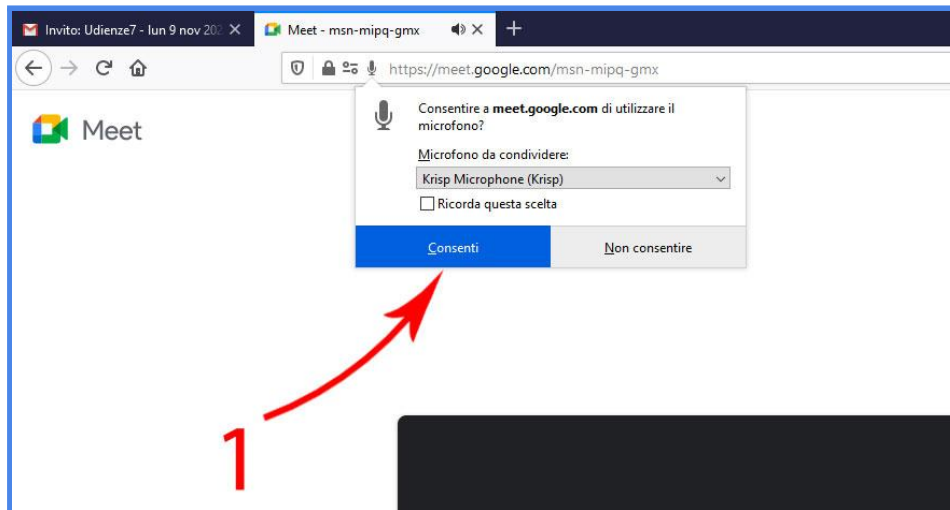 Invito: Udienze7 - lun 9 nov 202
Meet - msn-mipq-gmx
https://meet.google.com/msn-mipq-gmx
Meet
Consentire a meet.google.com di utilizzare il
microfono?
Microfono da condividere:
Krisp Microphone (Krisp)
Ricorda questa scelta
Consenti
Non consentire
1